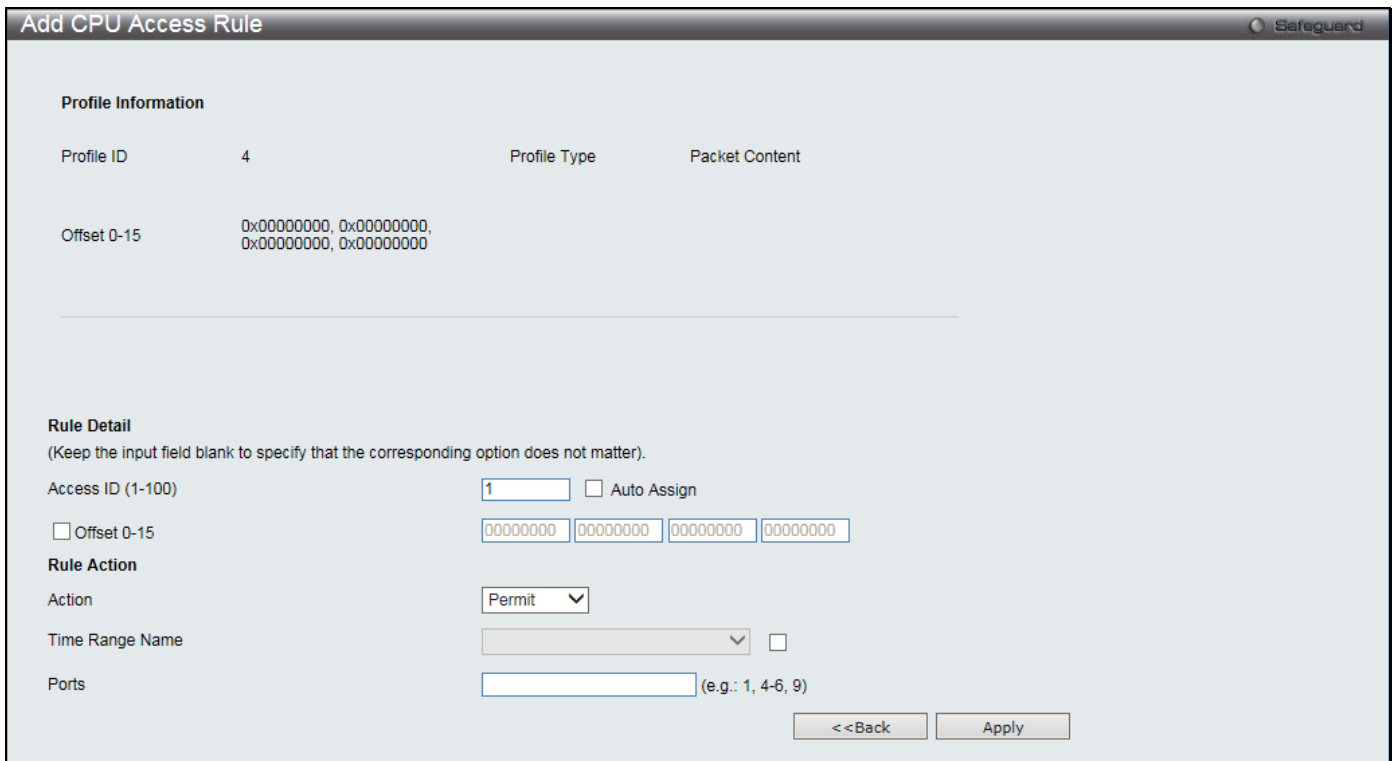 Add CPU Access Rule
Safeguard
Profile Information
Profile ID 4 Profile Type Packet Content
Offset 0-15 0x00000000, 0x00000000,
0x00000000, 0x00000000
Rule Detail
(Keep the input field blank to specify that the corresponding option does not matter).
Access ID (1-100) 1 Auto Assign
Offset 0-15 00000000 00000000 00000000 00000000
Rule Action
Action Permit
Time Range Name
Ports (e.g.: 1, 4-6, 9)
<<Back Apply